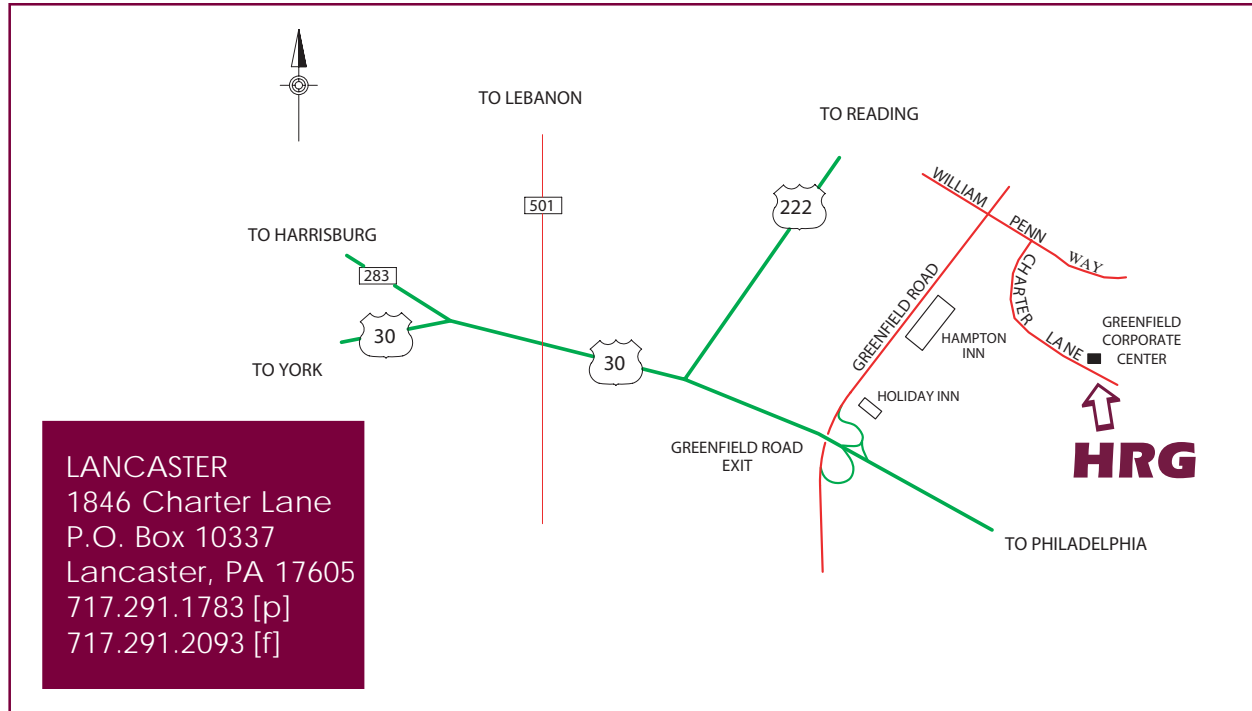 TO LEBANON
TO READING
501
222
WILLIAM
PENN
WAY
TO HARRISBURG
283
30
TO YORK
30
GREENFIELD ROAD
HAMPTON
INN
CHARTER
LANE
GREENFIELD
CORPORATE
CENTER
HOLIDAY INN
GREENFIELD ROAD
EXIT
HRG
TO PHILADELPHIA
LANCASTER
1846 Charter Lane
P.O. Box 10337
Lancaster, PA 17605
717.291.1783 [p]
717.291.2093 [f]